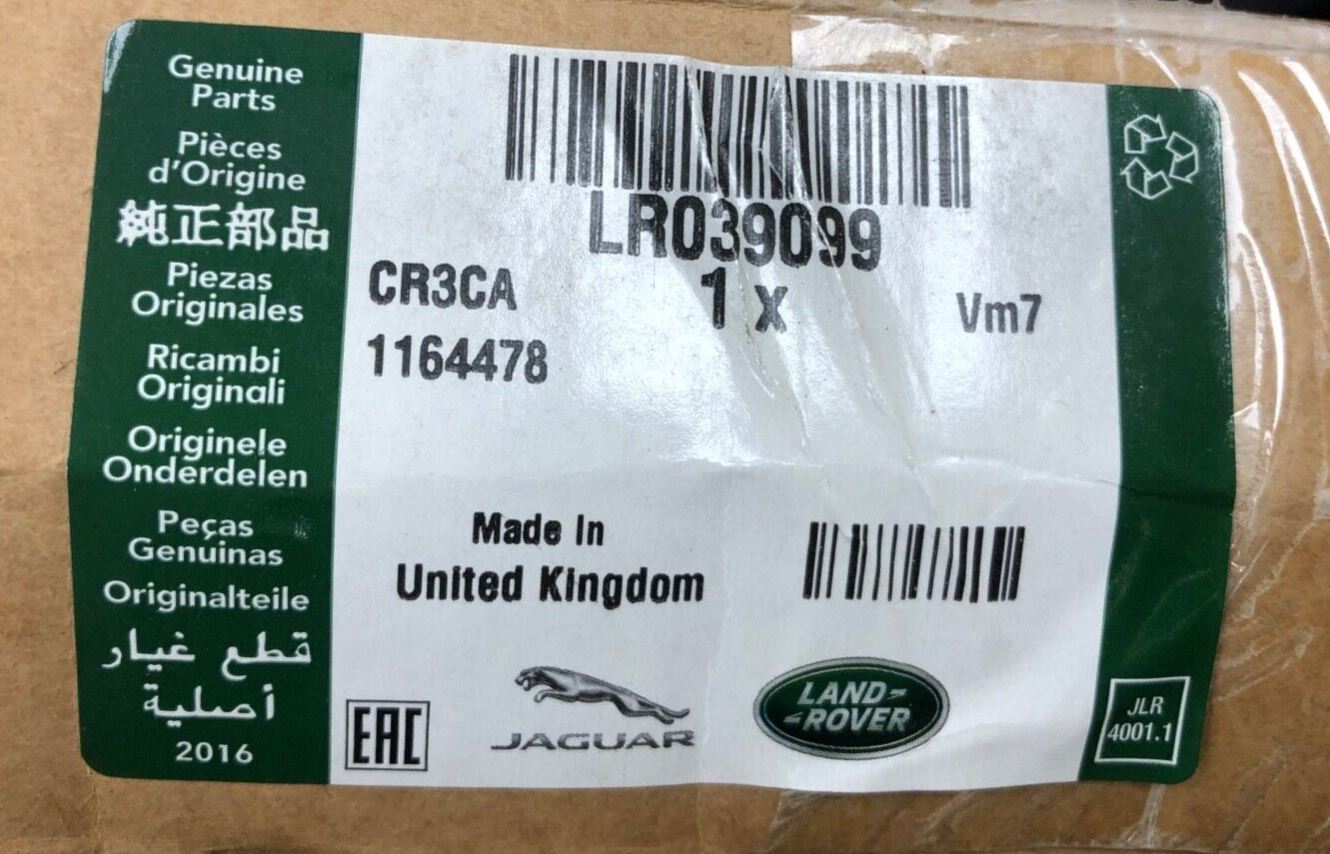 Genuine
Parts
Pièces
d'Origine
純正部品
Piezas
Originales
Ricambi
Originali
Originele
Onderdelen
Peças
Genuinas
Originalteile
قطع غيار
أصلية
2016
LR039099
CR3CA
1 X
Vm7
1164478
Made In
United Kingdom
EAC
JAGUAR
LAND-
-ROVER
JLR
4001.1